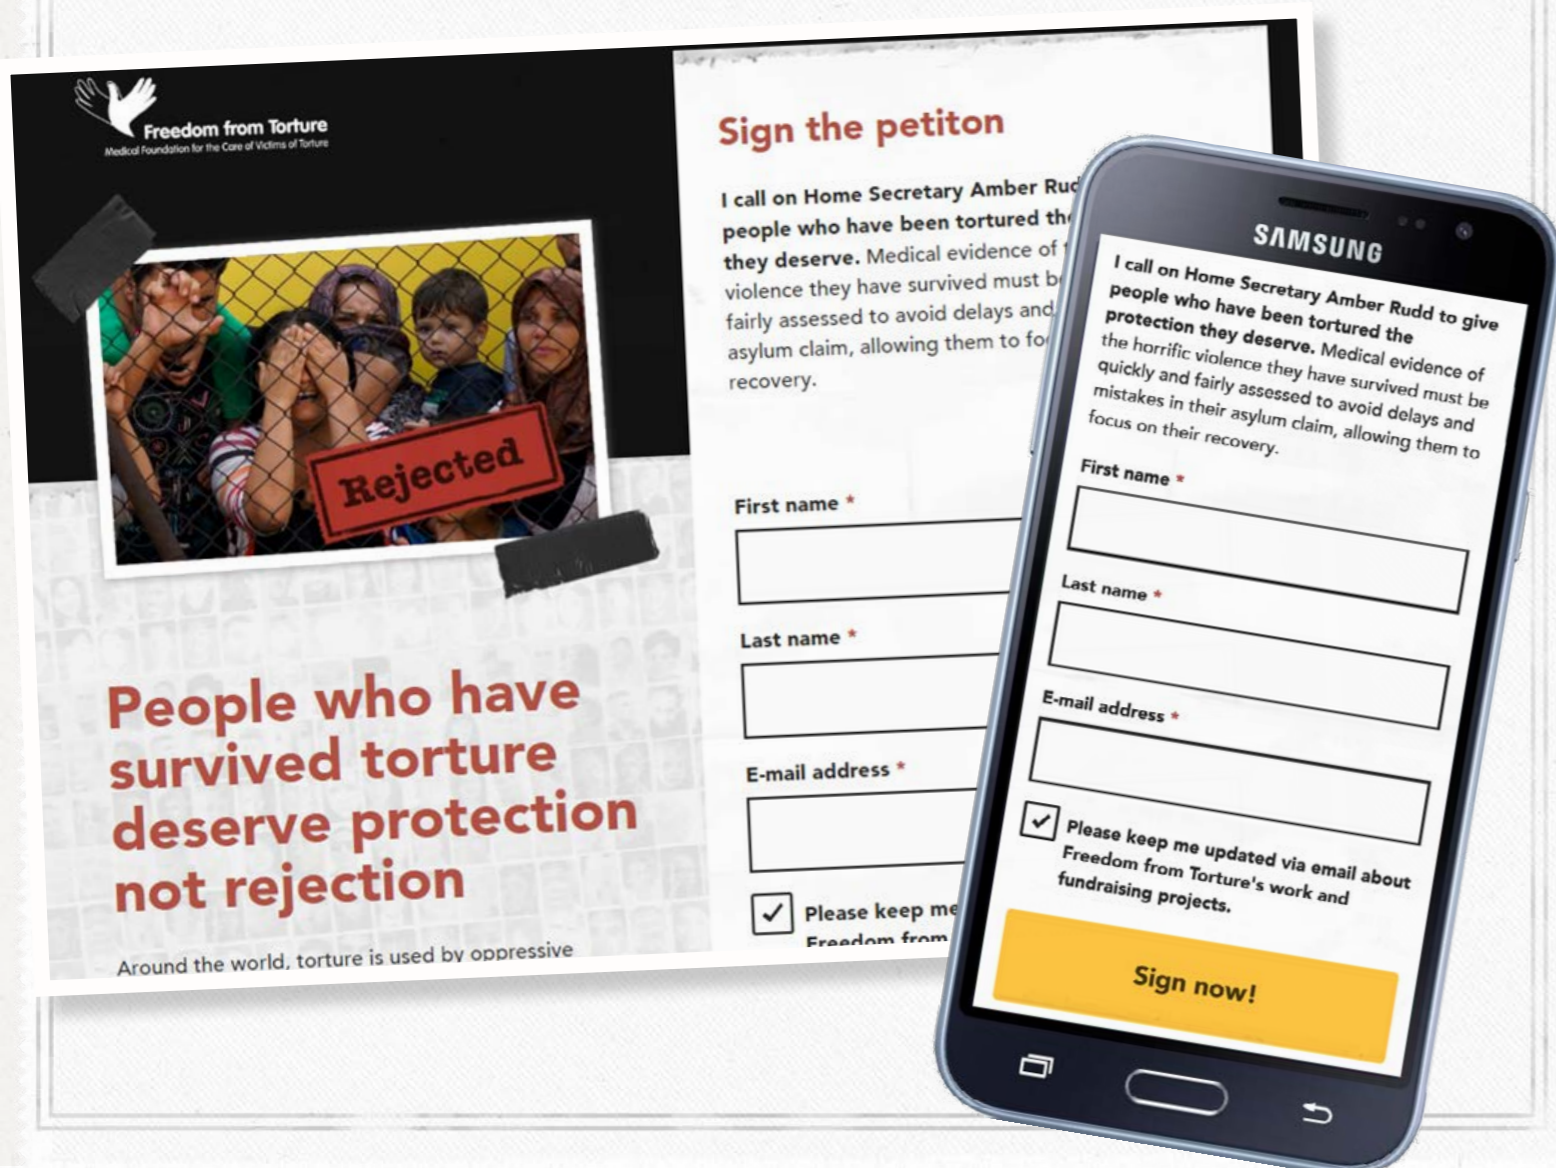 Freedom from Torture
Medical Foundation for the Care of Victims of Torture
Rejected
People who have
survived torture
deserve protection
not rejection
Around the world, torture is used by oppressive
Sign the petiton
I call on Home Secretary Amber Rud
people who have been tortured the
they deserve. Medical evidence of
violence they have survived must be
fairly assessed to avoid delays and
asylum claim, allowing them to fo
recovery.
First name *
Last name *
E-mail address *
Please keep me
Freedom from
SAMSUNG
I call on Home Secretary Amber Rudd to give
people who have been tortured the
protection they deserve. Medical evidence of
the horrific violence they have survived must be
quickly and fairly assessed to avoid delays and
mistakes in their asylum claim, allowing them to
focus on their recovery.
First name *
Last name *
E-mail address *
Please keep me updated via email about
Freedom from Torture's work and
fundraising projects.
Sign now!